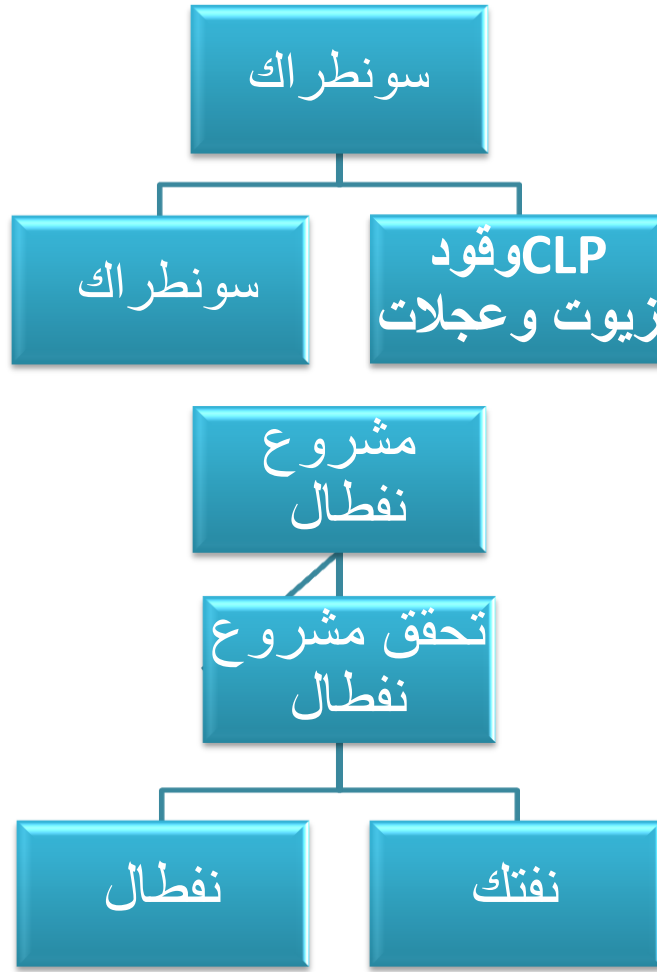 سونطراك
CLPوقود
زيوت وعجلات
سونطراك
مشروع
نفطال
تحقق مشروع
نفطال
نفتك
نفطال